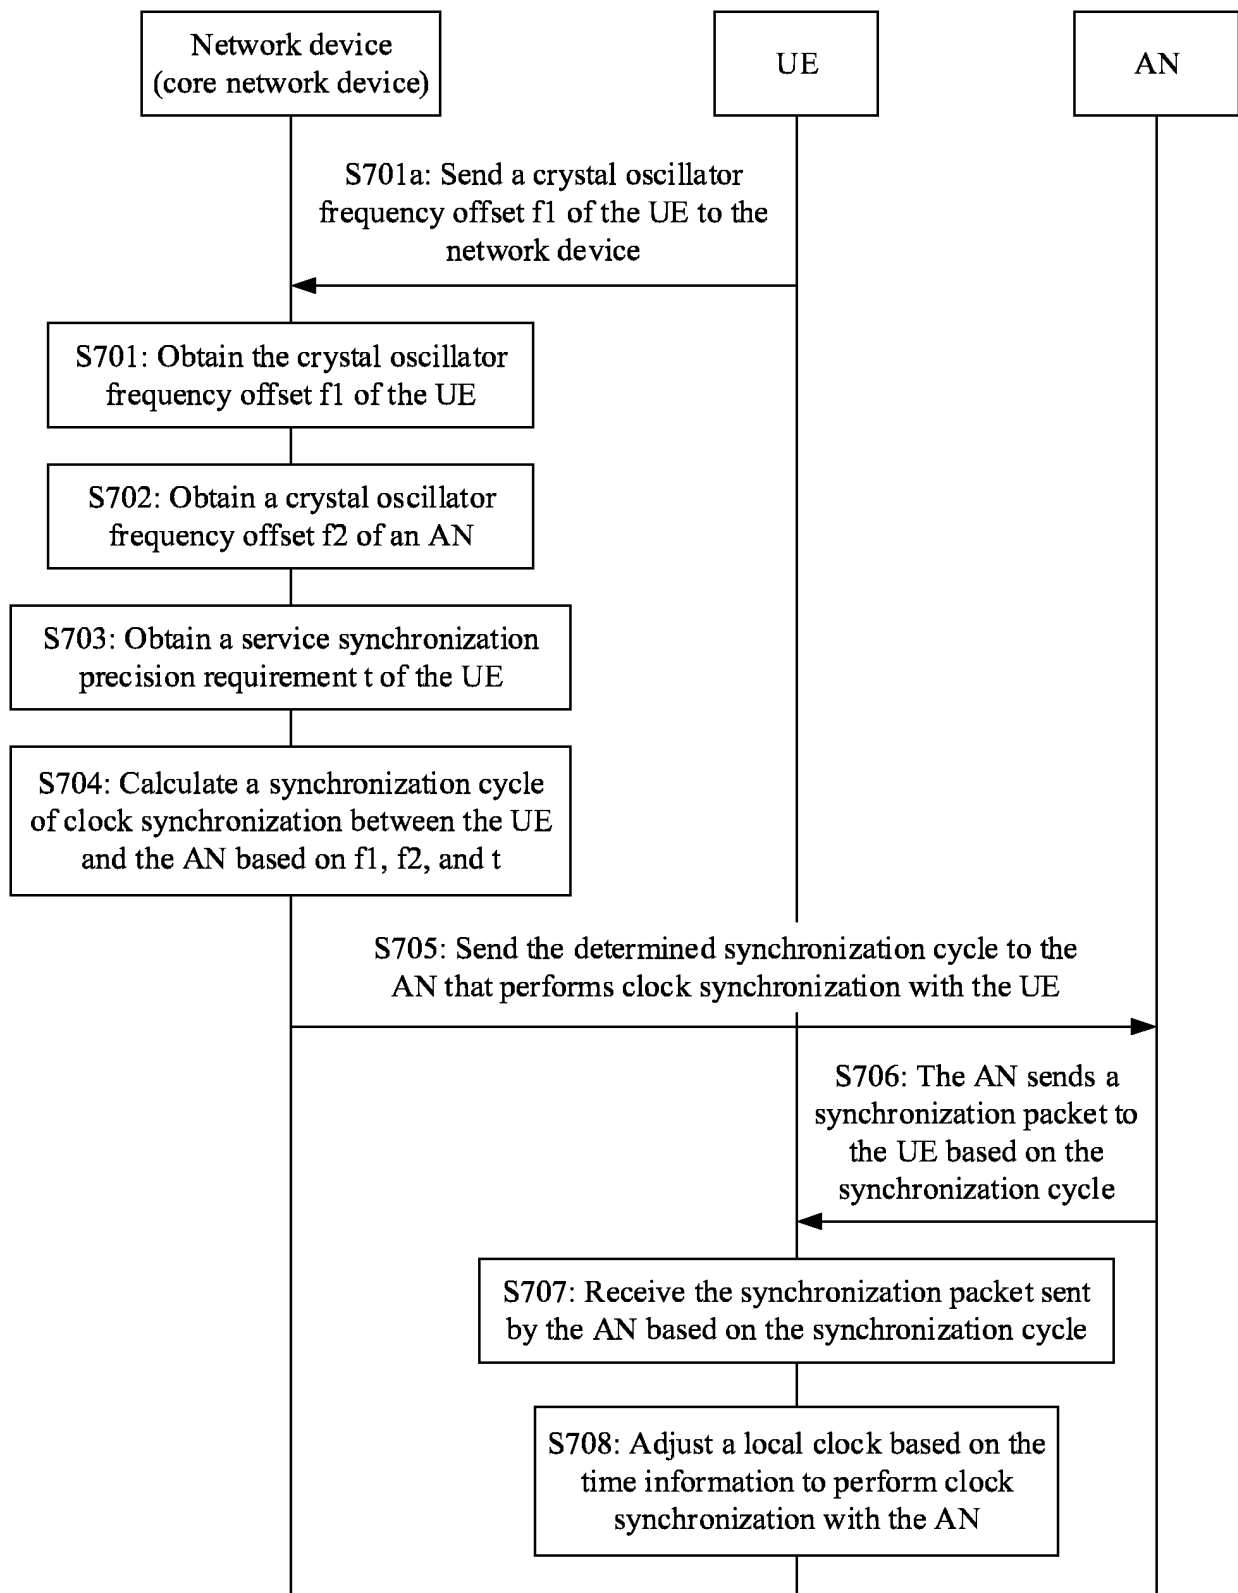 Network device
(core network device)
UE
AN
S701a: Send a crystal oscillator
frequency offset f1 of the UE to the
network device
S701: Obtain the crystal oscillator
frequency offset f1 of the UE
S702: Obtain a crystal oscillator
frequency offset f2 of an AN
S703: Obtain a service synchronization
precision requirement t of the UE
S704: Calculate a synchronization cycle
of clock synchronization between the UE
and the AN based on f1, f2, and t
S705: Send the determined synchronization cycle to the
AN that performs clock synchronization with the UE
S706: The AN sends a
synchronization packet to
the UE based on the
synchronization cycle
S707: Receive the synchronization packet sent
by the AN based on the synchronization cycle
S708: Adjust a local clock based on the
time information to perform clock
synchronization with the AN